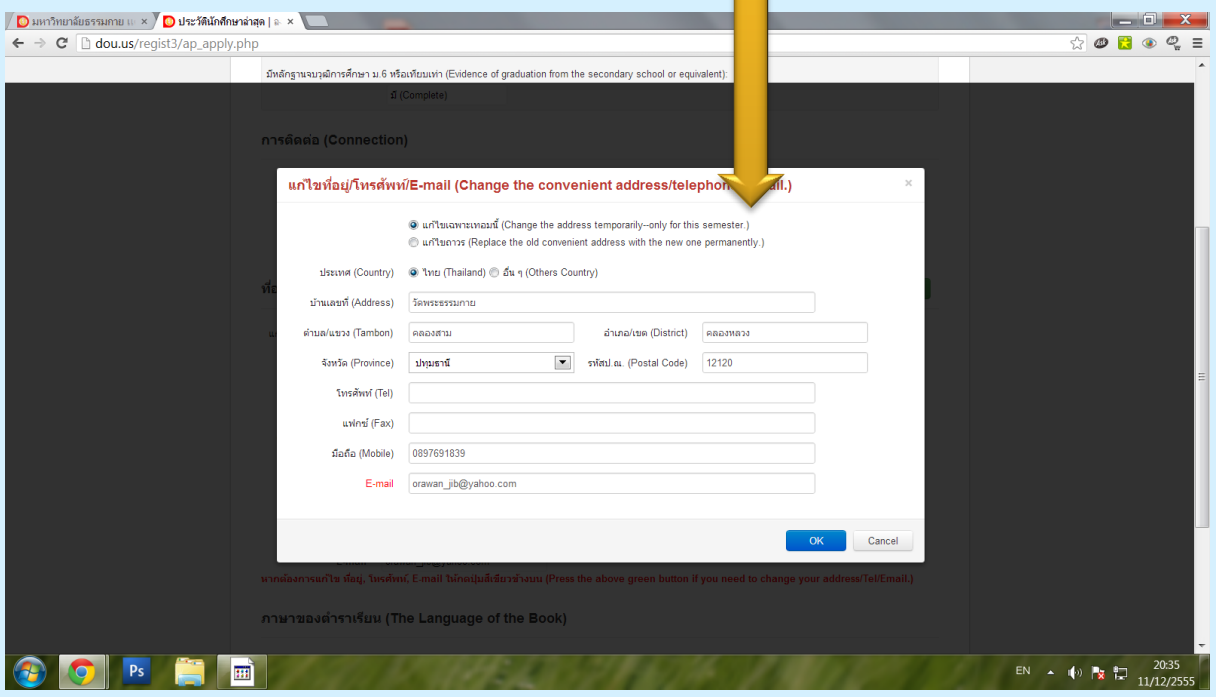 มหาวิทยาลัยธรรมกาย
ประวัตินักศึกษาล่าสุด |
dou.us/regist3/ap_apply.php
มีหลักฐานจบวุฒิการศึกษา ม.6 หรือเทียบเท่า (Evidence of graduation from the secondary school or equivalent):
มี (Complete)
การติดต่อ (Connection)
แก้ไขที่อยู่/โทรศัพท์/E-mail (Change the convenient address/telephon ail.)
×
แก้ไขเฉพาะเทอมนี้ (Change the address temporarily--only for this semester.)
แก้ไขถาวร (Replace the old convenient address with the new one permanently.)
ประเทศ (Country) ไทย (Thailand) อื่น ๆ (Others Country)
บ้านเลขที่ (Address) วัดพระธรรมกาย
ตำบล/แขวง (Tambon) คลองสาม อำเภอ/เขต (District) คลองหลวง
จังหวัด (Province) ปทุมธานี รหัสป.ณ. (Postal Code) 12120
โทรศัพท์ (Tel)
แฟกซ์ (Fax)
มือถือ (Mobile) 0897691839
E-mail orawan_jib@yahoo.com
OK Cancel
หากต้องการแก้ไข ที่อยู่, โทรศัพท์, E-mail ให้กดปุ่มสีเขียวข้างบน (Press the above green button if you need to change your address/Tel/Email.)
ภาษาของตำราเรียน (The Language of the Book)
Ps
EN
20:35
11/12/2555